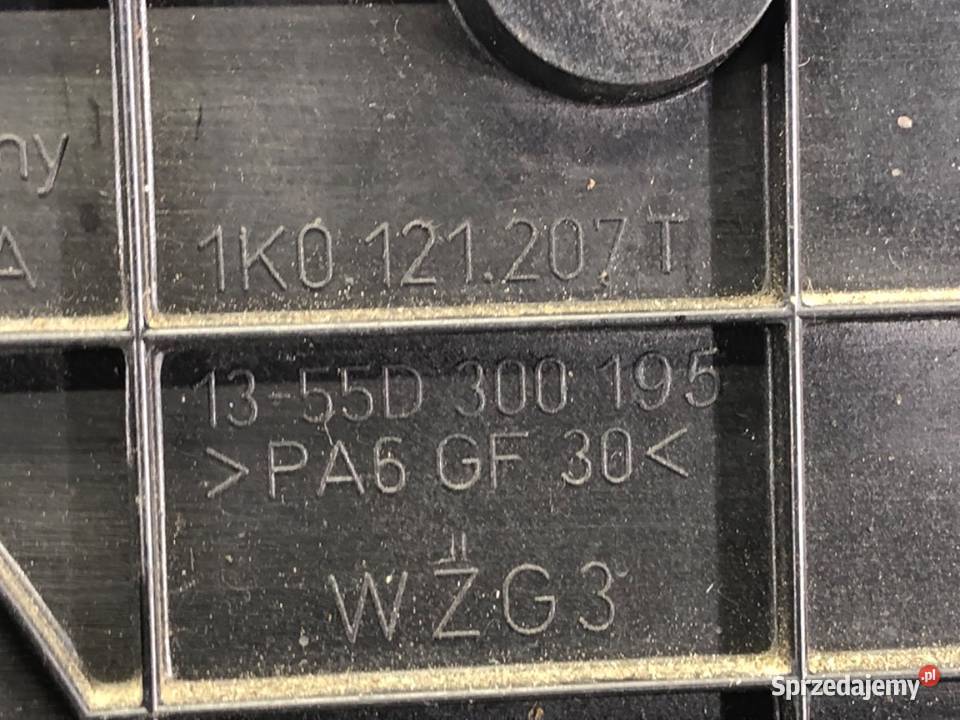 1K0.121.207 T
13-55D 300 195
>PA6 GF 30<
WZG3
Sprzedajemy.pl